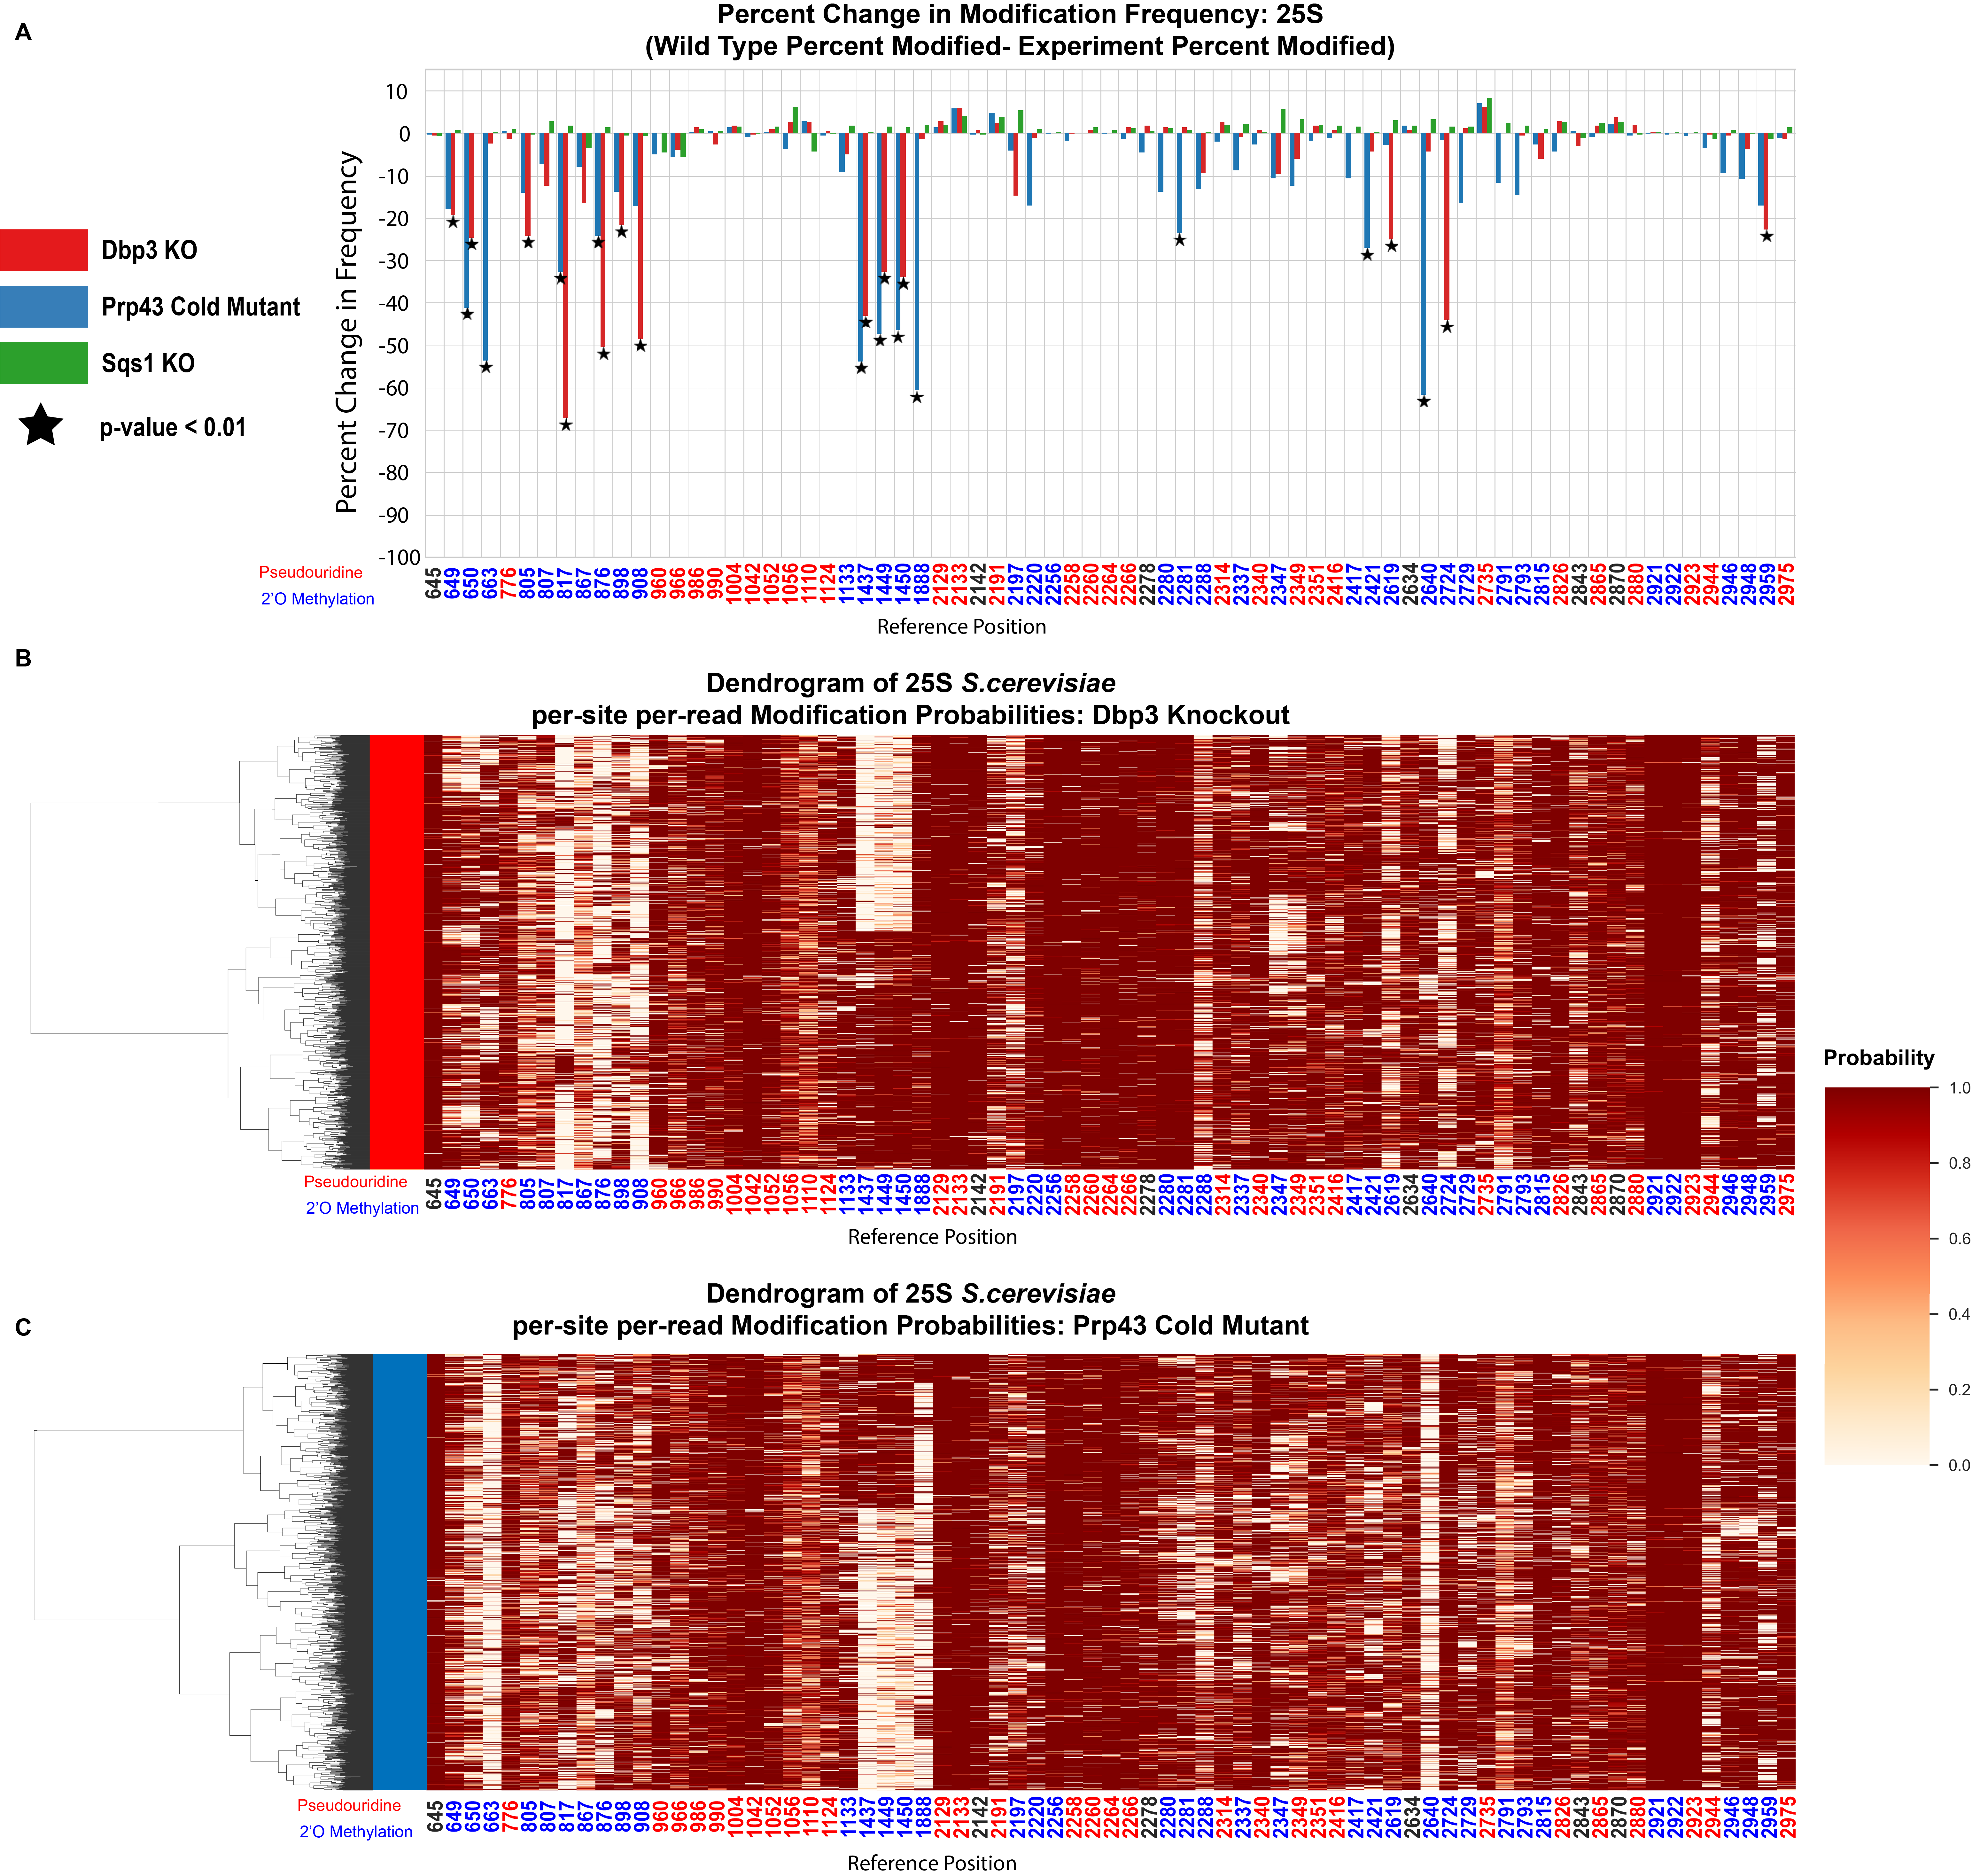 A
Percent Change in Modification Frequency: 25S
(Wild Type Percent Modified- Experiment Percent Modified)
Dbp3 KO
Prp43 Cold Mutant
Sqs1 KO
p-value < 0.01
Percent Change in Frequency
10
0
-10
-20
-30
-40
-50
-60
-70
-80
-90
-100
Pseudouridine
2'O Methylation
645 649 650 663 776 805 807 817 867 876 898 908 960 966 986 990 1004 1042 1052 1056 1110 1124 1133 1437 1449 1450 1888 2129 2133 2142 2191 2197 2220 2256 2258 2260 2264 2266 2278 2280 2281 2288 2314 2337 2340 2347 2349 2351 2416 2417 2421 2619 2634 2640 2724 2729 2735 2791 2793 2815 2826 2843 2865 2870 2880 2921 2922 2923 2944 2946 2948 2959 2975
Reference Position
B
Dendrogram of 25S S.cerevisiae
per-site per-read Modification Probabilities: Dbp3 Knockout
Pseudouridine
2'O Methylation
645 649 650 663 776 805 807 817 867 876 898 908 960 966 986 990 1004 1042 1052 1056 1110 1124 1133 1437 1449 1450 1888 2129 2133 2142 2191 2197 2220 2256 2258 2260 2264 2266 2278 2280 2281 2288 2314 2337 2340 2347 2349 2351 2416 2417 2421 2619 2634 2640 2724 2729 2735 2791 2793 2815 2826 2843 2865 2870 2880 2921 2922 2923 2944 2946 2948 2959 2975
Reference Position
Probability
1.0
0.8
0.6
0.4
0.2
0.0
C
Dendrogram of 25S S.cerevisiae
per-site per-read Modification Probabilities: Prp43 Cold Mutant
Pseudouridine
2'O Methylation
645 649 650 663 776 805 807 817 867 876 898 908 960 966 986 990 1004 1042 1052 1056 1110 1124 1133 1437 1449 1450 1888 2129 2133 2142 2191 2197 2220 2256 2258 2260 2264 2266 2278 2280 2281 2288 2314 2337 2340 2347 2349 2351 2416 2417 2421 2619 2634 2640 2724 2729 2735 2791 2793 2815 2826 2843 2865 2870 2880 2921 2922 2923 2944 2946 2948 2959 2975
Reference Position